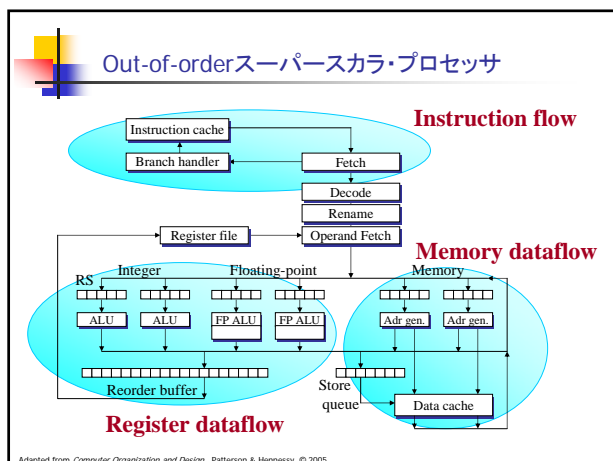 Out-of-orderスーパースカラ・プロセッサ
Instruction flow
Instruction cache
Branch handler
Fetch
Decode
Rename
Register file
Operand Fetch
Memory dataflow
RS
Integer
Floating-point
Memory
ALU
ALU
FP ALU
FP ALU
Adr gen.
Adr gen.
Reorder buffer
Store
queue
Data cache
Register dataflow
Adapted from Computer Organization and Design, Patterson & Hennessy, © 2005